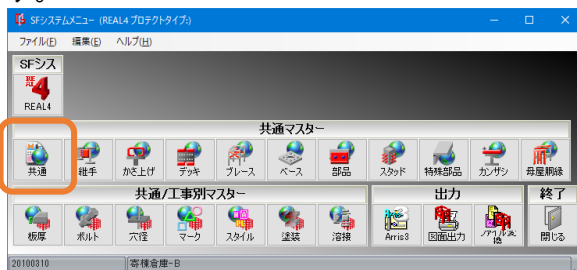 SFシステムメニュー (REAL4 プロテクトタイプ:)
ファイル(F) 編集(E) ヘルプ(H)
SFシス
REAL4
共通マスター
共通 継手 かさ上げ デッキ ブレース ベース 部品 スタッド 特殊部品 カンザシ 母屋胴縁
共通/工事別マスター 出力 終了
板厚 ボルト 穴径 マーク スタイル 塗装 溶接 Arris3 図面出力 ファイル変換 閉じる
20100310 寄棟倉庫-B